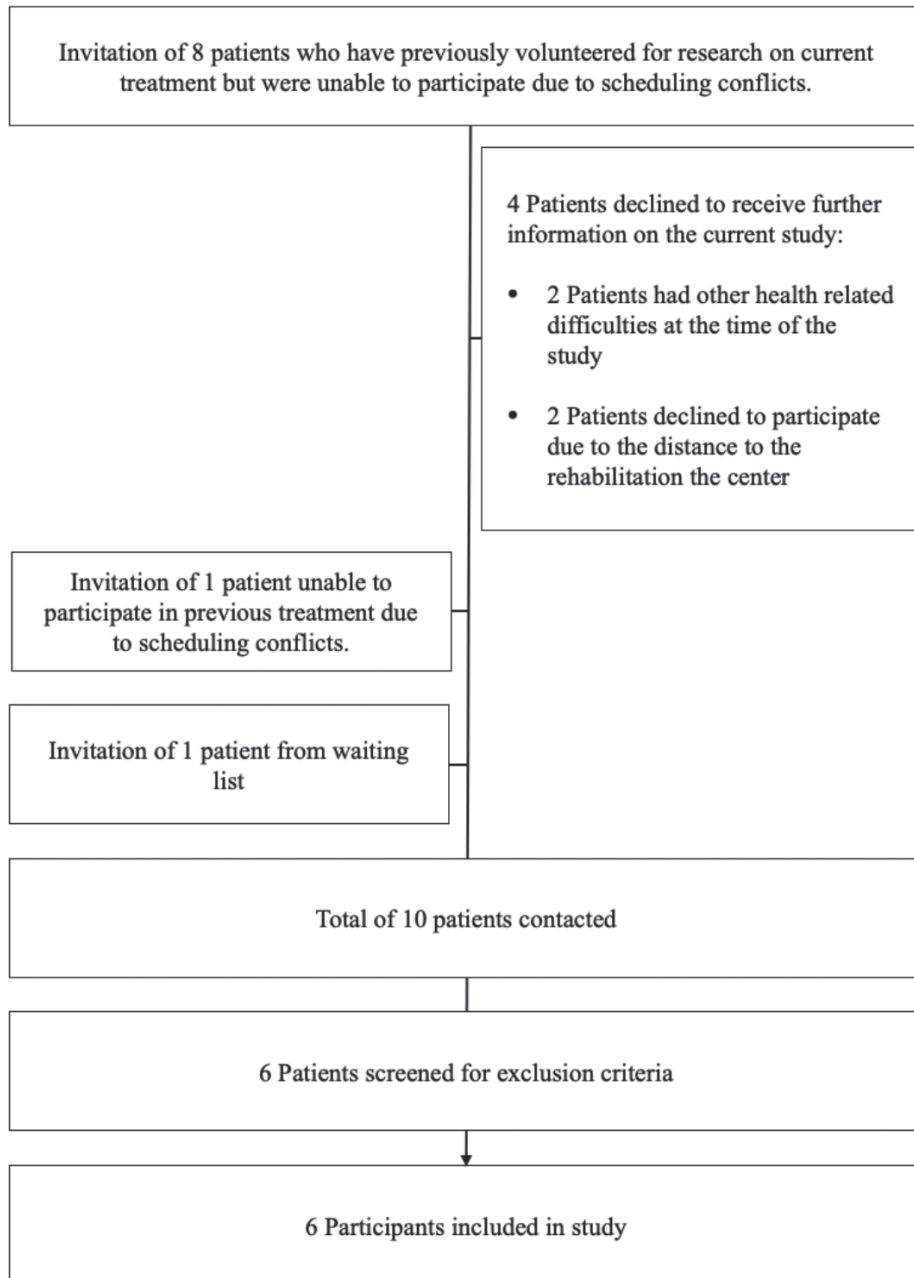 Invitation of 8 patients who have previously volunteered for research on current
treatment but were unable to participate due to scheduling conflicts.
4 Patients declined to receive further
information on the current study:
• 2 Patients had other health related
difficulties at the time of the
study
• 2 Patients declined to participate
due to the distance to the
rehabilitation the center
Invitation of 1 patient unable to
participate in previous treatment due
to scheduling conflicts.
Invitation of 1 patient from waiting
list
Total of 10 patients contacted
6 Patients screened for exclusion criteria
6 Participants included in study